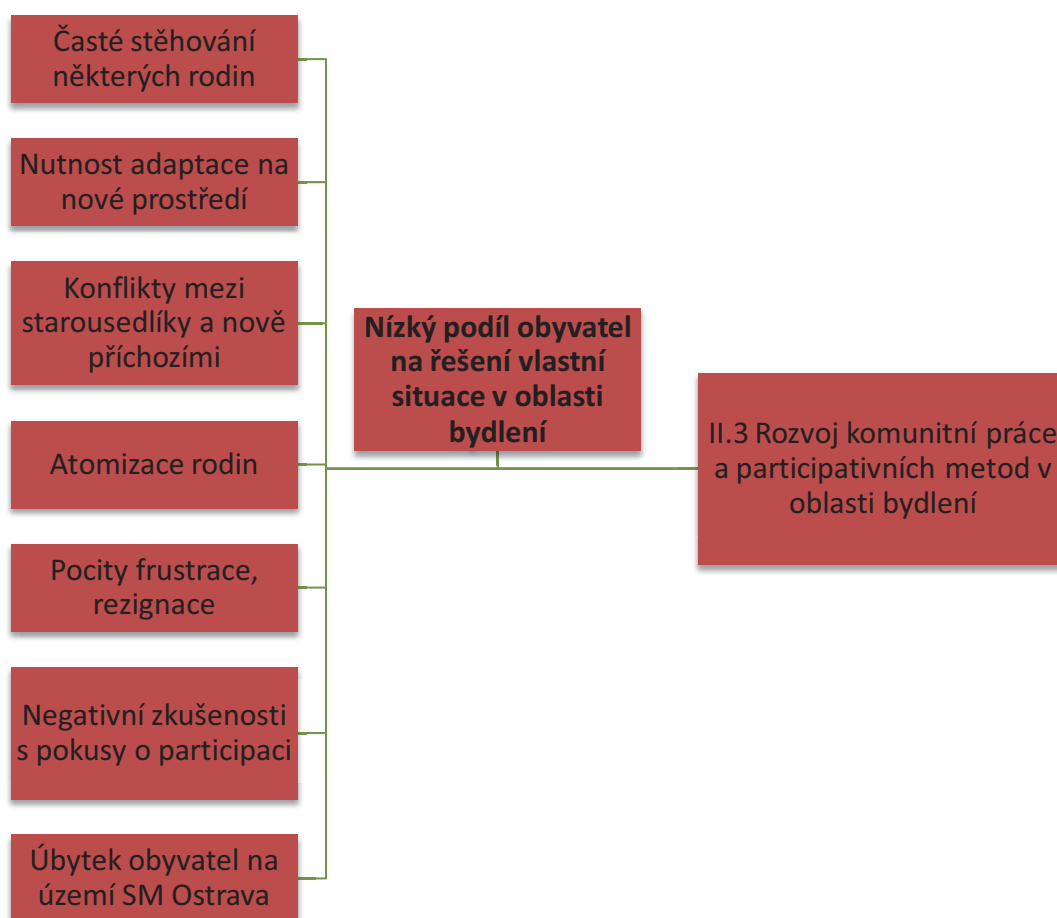 Časté stěhování
některých rodin
Nutnost adaptace na
nové prostředí
Konflikty mezi
starousedlíky a nově
příchozími
Atomizace rodin
Pocity frustrace,
rezignace
Negativní zkušenosti
s pokusy o participaci
Úbytek obyvatel na
území SM Ostrava
Nízký podíl obyvatel
na řešení vlastní
situace v oblasti
bydlení
II.3 Rozvoj komunitní práce
a participativních metod v
oblasti bydlení